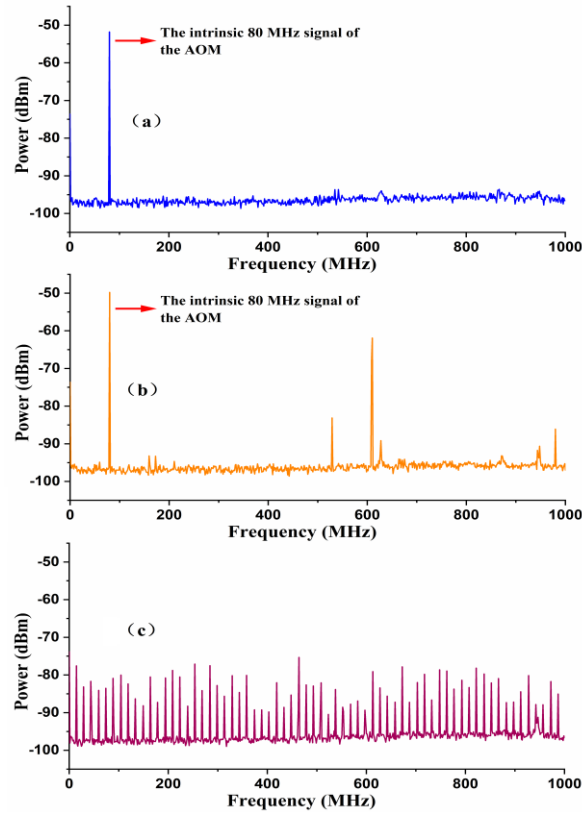 -50
-60
-70
-80
-90
-100
Power (dBm)
The intrinsic 80 MHz signal of
the AOM
（a）
0 200 400 600 800 1000
Frequency (MHz)
-50
-60
-70
-80
-90
-100
Power (dBm)
The intrinsic 80 MHz signal of
the AOM
（b）
0 200 400 600 800 1000
Frequency (MHz)
-50
-60
-70
-80
-90
-100
Power (dBm)
（c）
0 200 400 600 800 1000
Frequency (MHz)